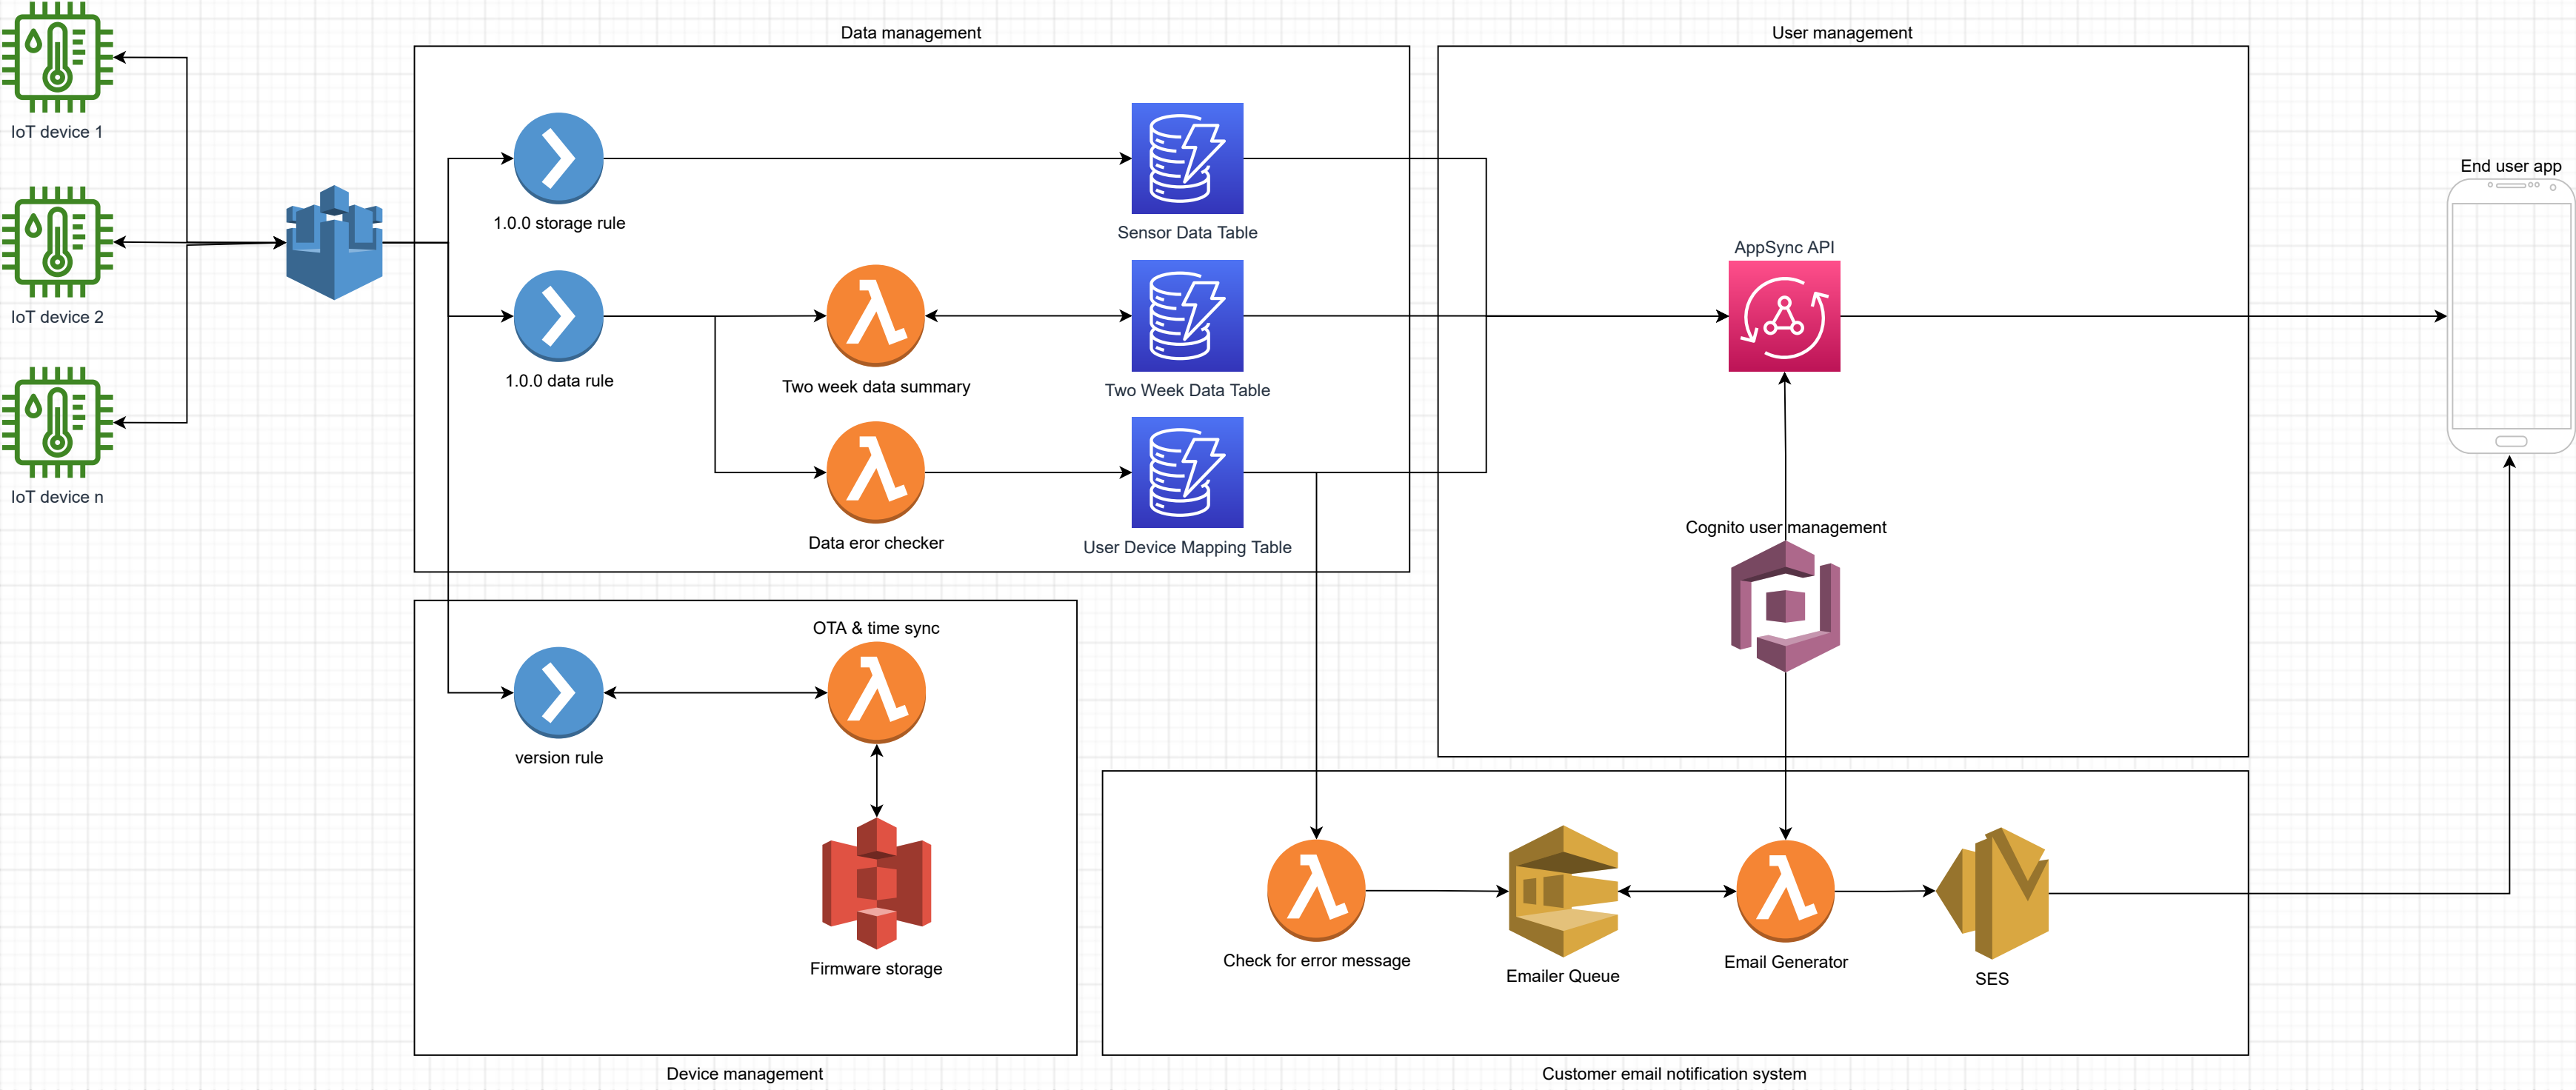 Data management
User management
IoT device 1
End user app
1.0.0 storage rule
Sensor Data Table
AppSync API
IoT device 2
1.0.0 data rule
Two week data summary
Two Week Data Table
IoT device n
Data eror checker
User Device Mapping Table
Cognito user management
OTA & time sync
version rule
Firmware storage
Check for error message
Emailer Queue
Email Generator
SES
Device management
Customer email notification system